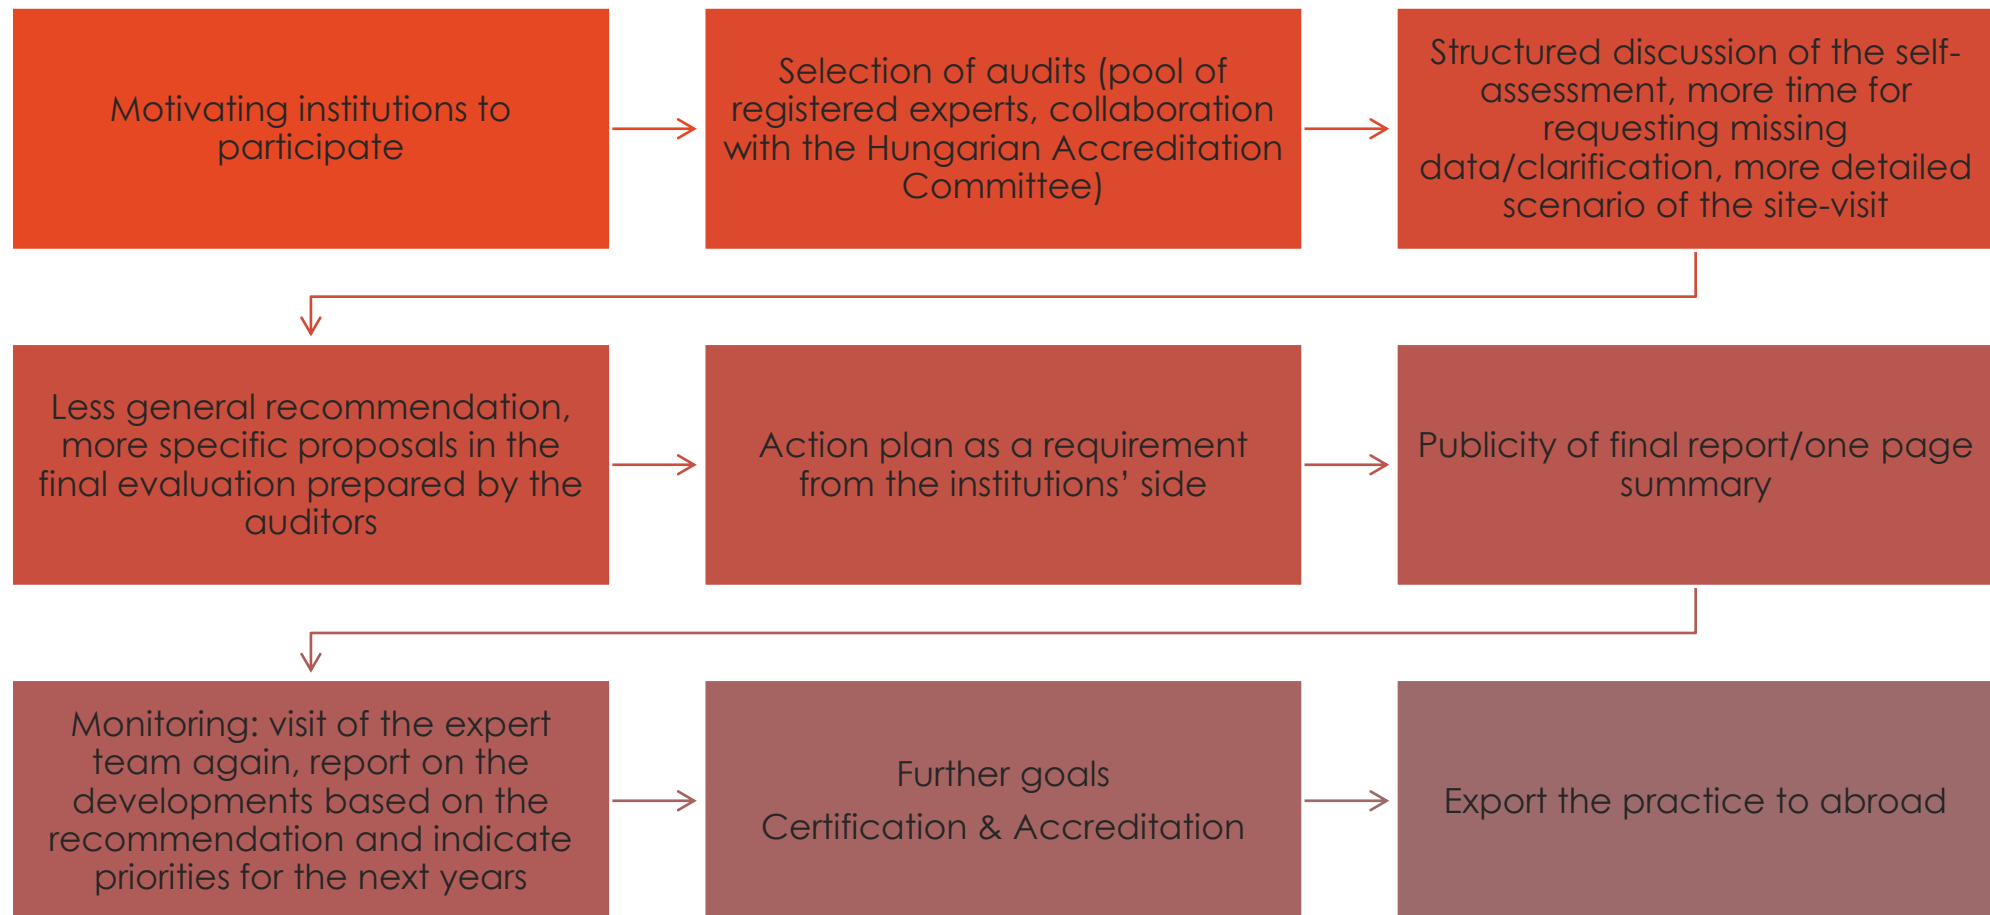 Motivating institutions to
participate
Selection of audits (pool of
registered experts, collaboration
with the Hungarian Accreditation
Committee)
Structured discussion of the self-
assessment, more time for
requesting missing
data/clarification, more detailed
scenario of the site-visit
Less general recommendation,
more specific proposals in the
final evaluation prepared by the
auditors
Action plan as a requirement
from the institutions’ side
Publicity of final report/one page
summary
Monitoring: visit of the expert
team again, report on the
developments based on the
recommendation and indicate
priorities for the next years
Further goals
Certification & Accreditation
Export the practice to abroad